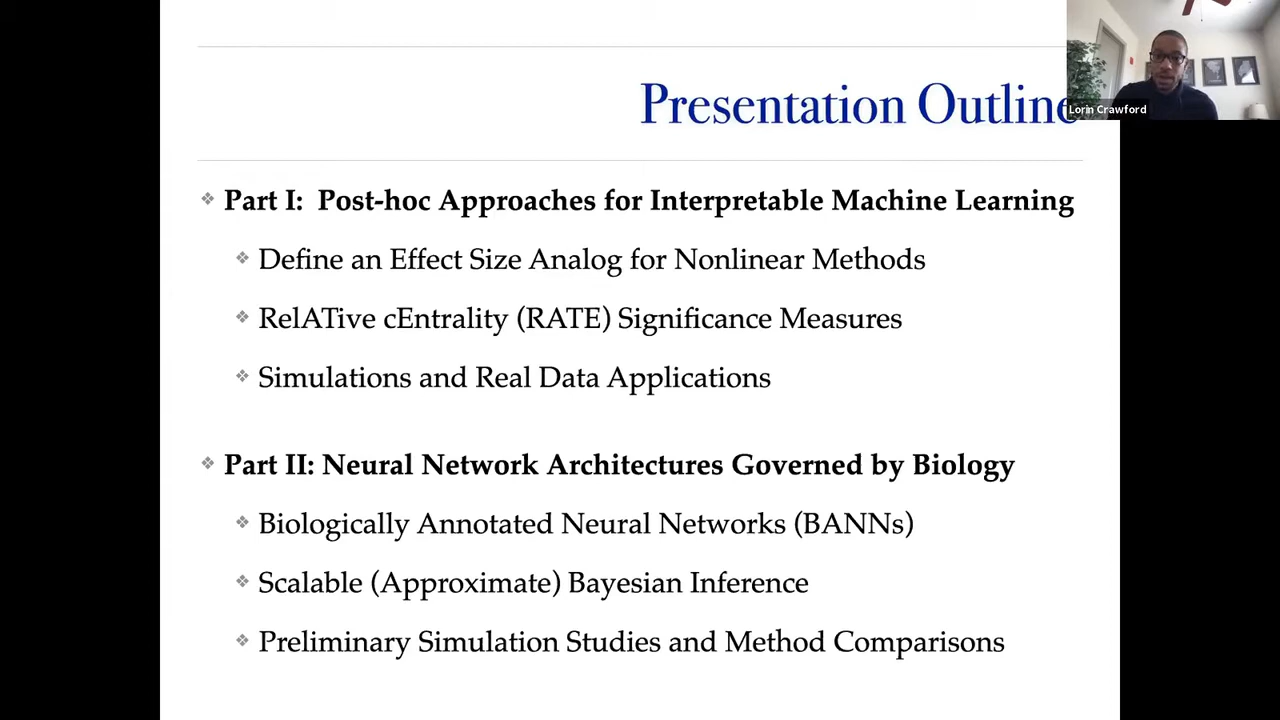 Presentation Outline
Lorin Crawford
Part I: Post-hoc Approaches for Interpretable Machine Learning
Define an Effect Size Analog for Nonlinear Methods
RelATive cEntrality (RATE) Significance Measures
Simulations and Real Data Applications
Part II: Neural Network Architectures Governed by Biology
Biologically Annotated Neural Networks (BANNs)
Scalable (Approximate) Bayesian Inference
Preliminary Simulation Studies and Method Comparisons